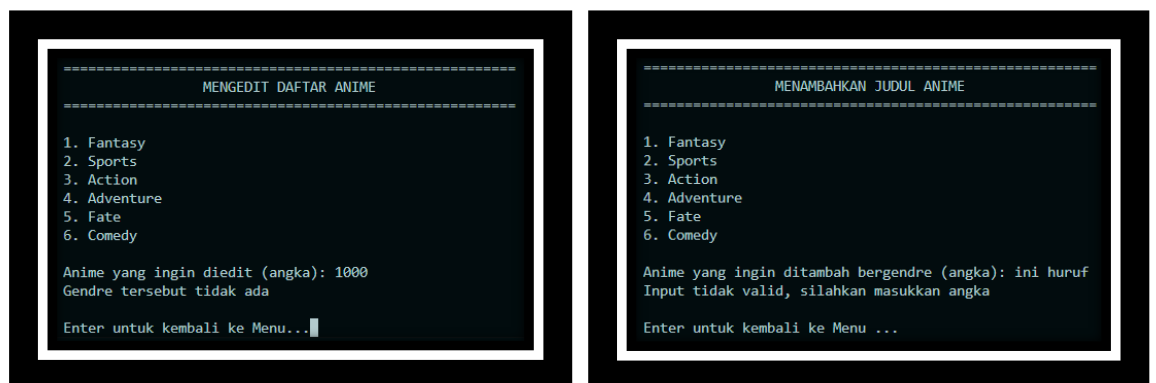 =======================================================
MENGEDIT DAFTAR ANIME
=======================================================
1. Fantasy
2. Sports
3. Action
4. Adventure
5. Fate
6. Comedy
Anime yang ingin diedit (angka): 1000
Gendre tersebut tidak ada
Enter untuk kembali ke Menu...
=======================================================
MENAMBAHKAN JUDUL ANIME
=======================================================
1. Fantasy
2. Sports
3. Action
4. Adventure
5. Fate
6. Comedy
Anime yang ingin ditambah bergendre (angka): ini huruf
Input tidak valid, silahkan masukkan angka
Enter untuk kembali ke Menu ...